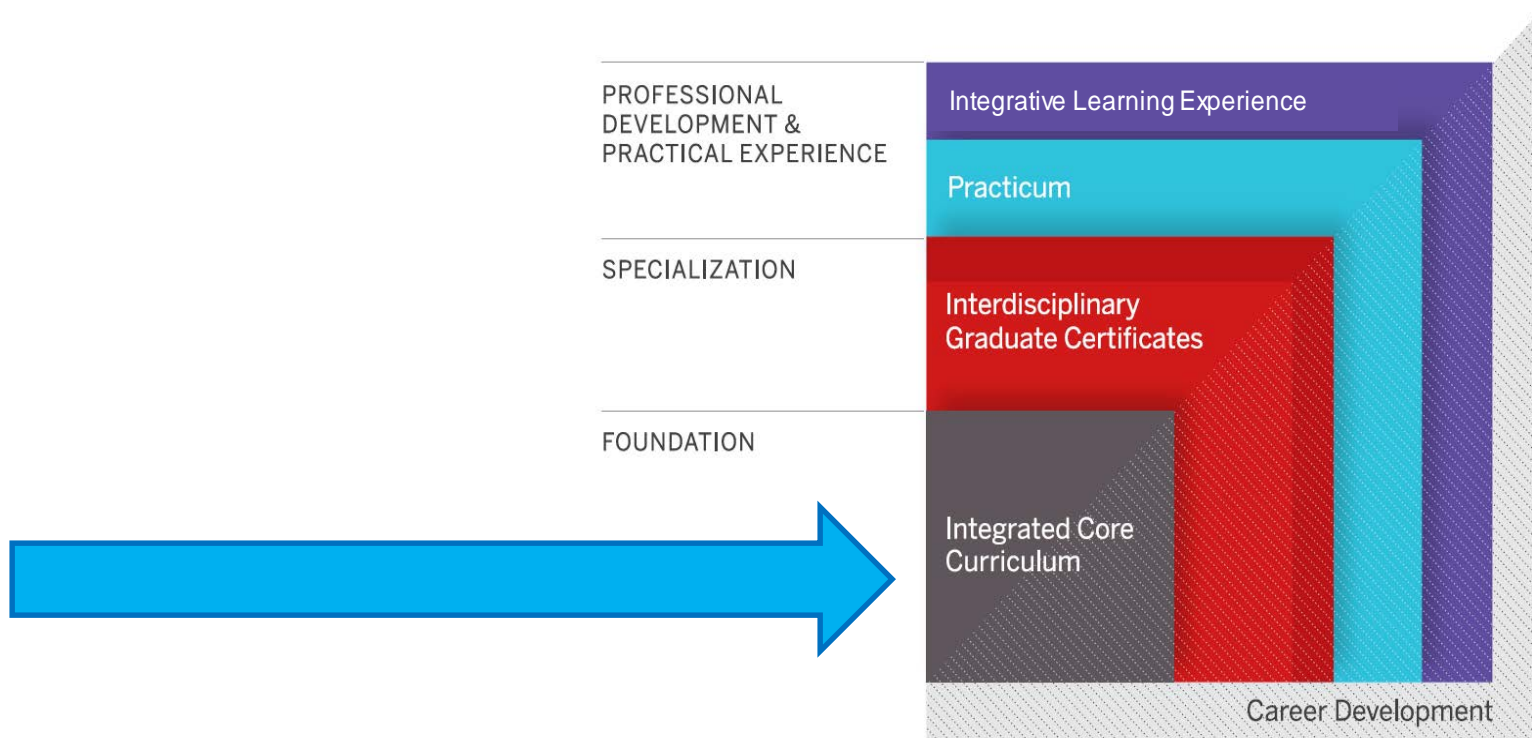 PROFESSIONAL
DEVELOPMENT &
PRACTICAL EXPERIENCE
Integrative Learning Experience
Practicum
SPECIALIZATION
Interdisciplinary
Graduate Certificates
FOUNDATION
Integrated Core
Curriculum
Career Development